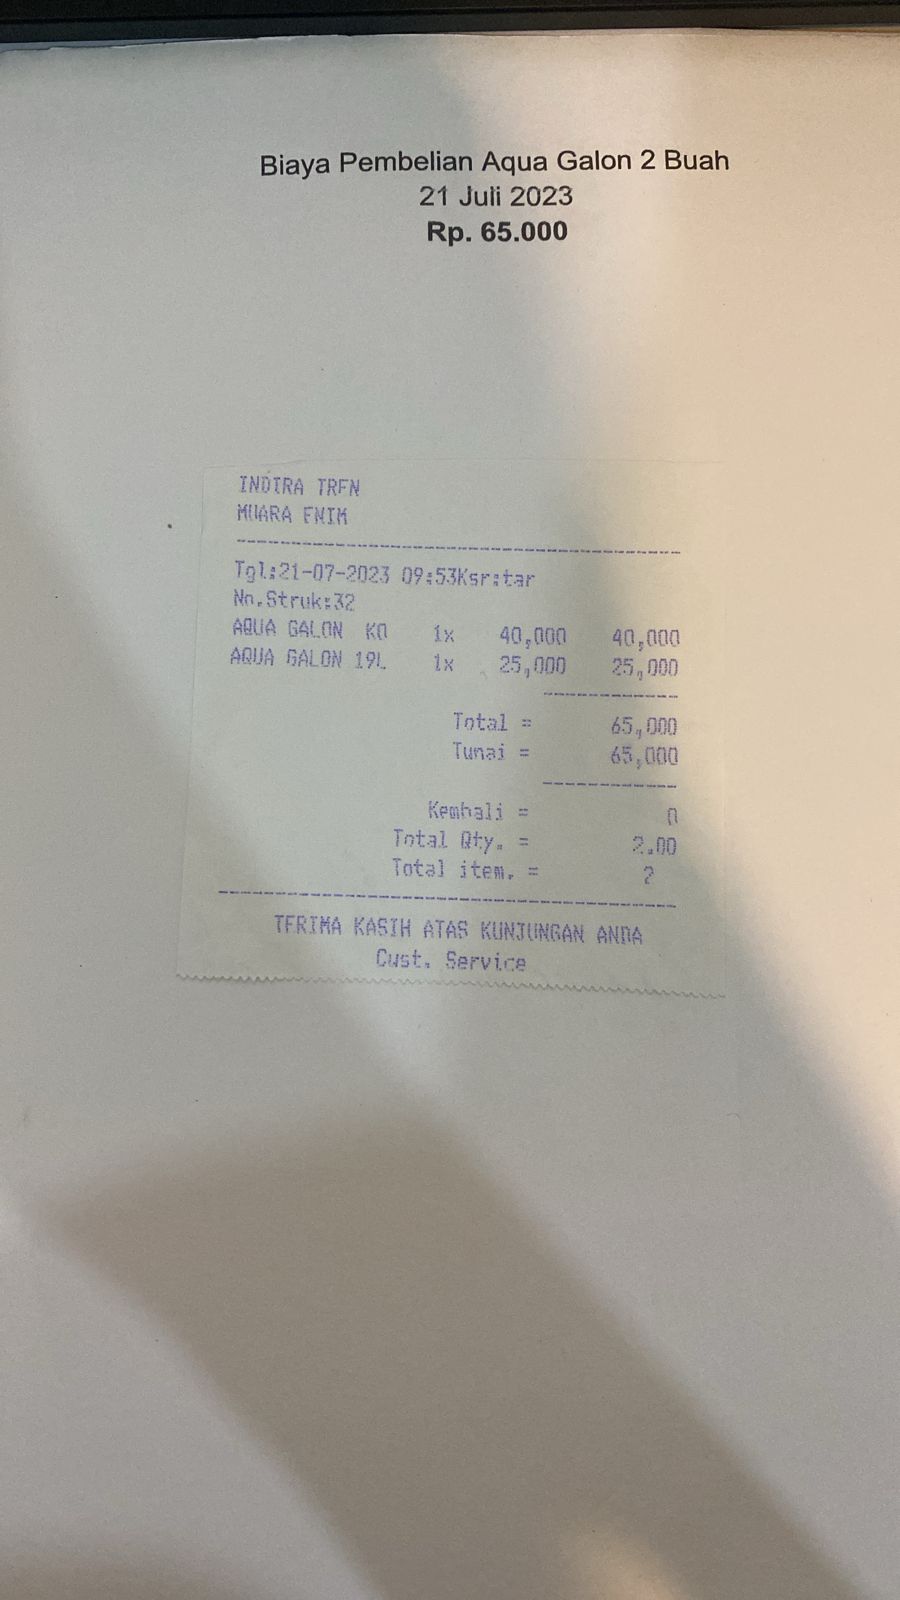 Biaya Pembelian Aqua Galon 2 Buah
21 Juli 2023
Rp. 65.000
INDIRA TREN
MUARA ENIM
Tgl:21-07-2023 09:53Ksr:tar
No.Struk:32
AQUA GALON KO 1x 40,000 40,000
AQUA GALON 19L 1x 25,000 25,000
Total = 65,000
Tunai = 65,000
Kembali = 0
Total Qty. = 2.00
Total item. = 2
TERIMA KASIH ATAS KUNJUNGAN ANDA
Cust. Service